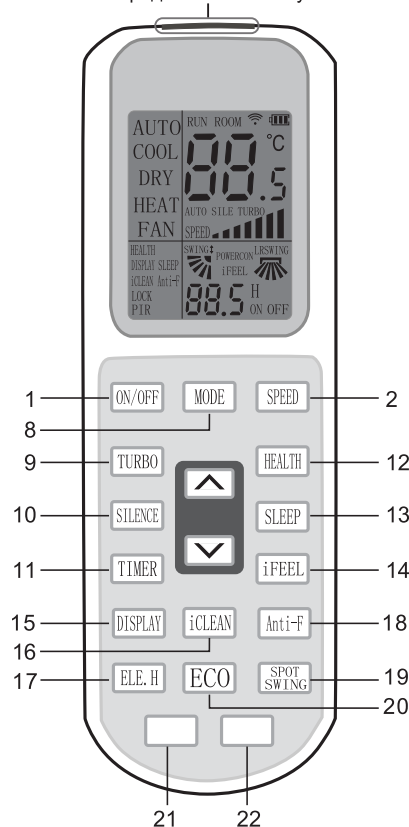 AUTO RUN ROOM
COOL 88.5 °C
DRY
HEAT AUTO SILE TURBO
FAN SPEED
HEALTH SWING LRSWING
DISPLAY SLEEP POWERCON
iCLEAN Anti-F iFEEL
LOCK 88.5 H
PIR ON OFF
1 ON/OFF MODE SPEED 2
8
9 TURBO HEALTH 12
10 SILENCE SLEEP 13
11 TIMER iFEEL 14
15 DISPLAY iCLEAN Anti-F 18
16
17 ELE.H ECO SPOT SWING 19
20
21 22